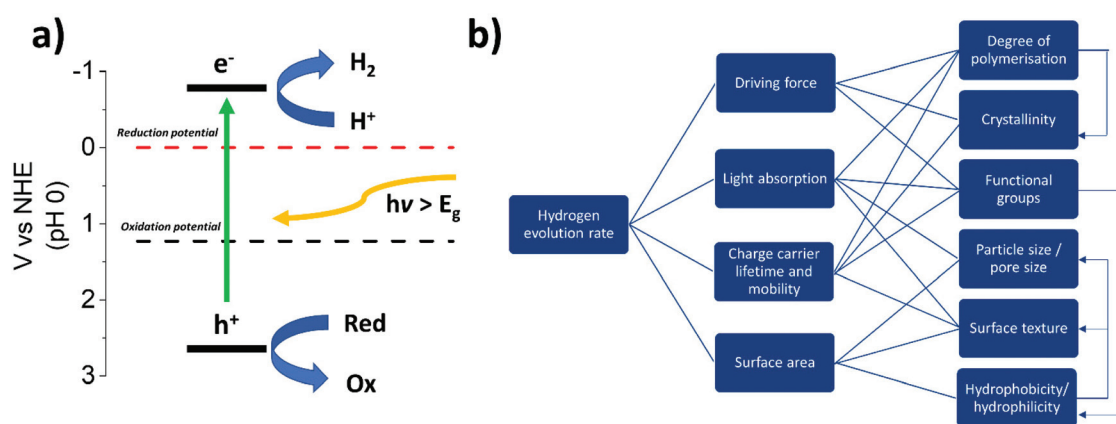 a)
-1
0
1
2
3
V vs NHE
(pH 0)
e-
H2
H+
Reduction potential
hν > Eg
Oxidation potential
h+
Red
Ox
b)
Hydrogen
evolution rate
Driving force
Light absorption
Charge carrier
lifetime and
mobility
Surface area
Degree of
polymerisation
Crystallinity
Functional
groups
Particle size /
pore size
Surface texture
Hydrophobicity/
hydrophilicity